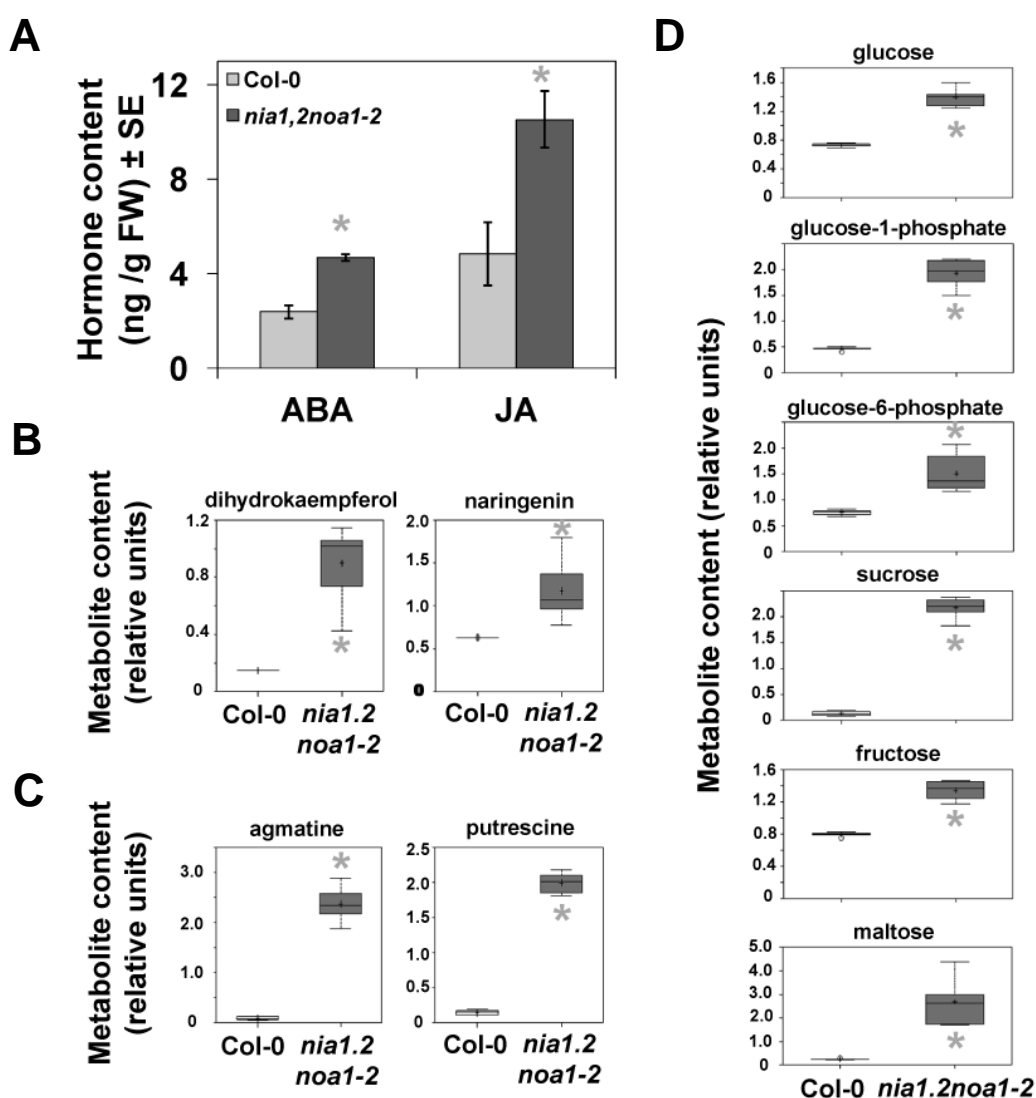 A
Hormone content
(ng /g FW) ± SE
12
8
4
0
Col-0
nia1,2noa1-2
*
*
ABA
JA
B
Metabolite content
(relative units)
dihydrokaempferol
1.2
0.8
0.4
0
*
Col-0
nia1.2
noa1-2
naringenin
2.0
1.5
1.0
0.5
0
*
Col-0
nia1.2
noa1-2
C
Metabolite content
(relative units)
agmatine
3.0
2.0
1.0
0
*
Col-0
nia1.2
noa1-2
putrescine
2.5
2.0
1.5
1.0
0.5
0
*
Col-0
nia1.2
noa1-2
D
Metabolite content (relative units)
glucose
1.6
1.2
0.8
0.4
0
*
glucose-1-phosphate
2.0
1.5
1.0
0.5
0
*
glucose-6-phosphate
2.0
1.5
1.0
0.5
0
*
sucrose
2.0
1.5
1.0
0.5
0
*
fructose
1.6
1.2
0.8
0.4
0
*
maltose
5.0
4.0
3.0
2.0
1.0
0
*
Col-0
nia1.2noa1-2